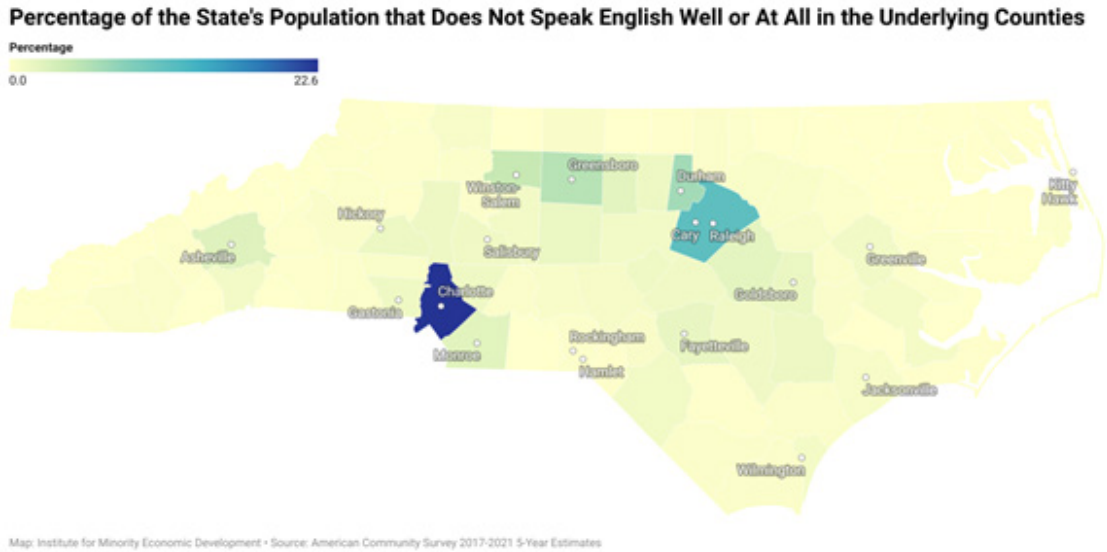 Percentage of the State's Population that Does Not Speak English Well or At All in the Underlying Counties
Percentage
0.0 22.6
Greensboro
Durham
Winston-
Salem
Kitty
Hawk
Hickory
Cary Raleigh
Salisbury
Asheville
Greenville
Charlotte
Goldsboro
Gastonia
Rockingham
Fayetteville
Monroe
Hamlet
Jacksonville
Wilmington
Map: Institute for Minority Economic Development • Source: American Community Survey 2017-2021 5-Year Estimates